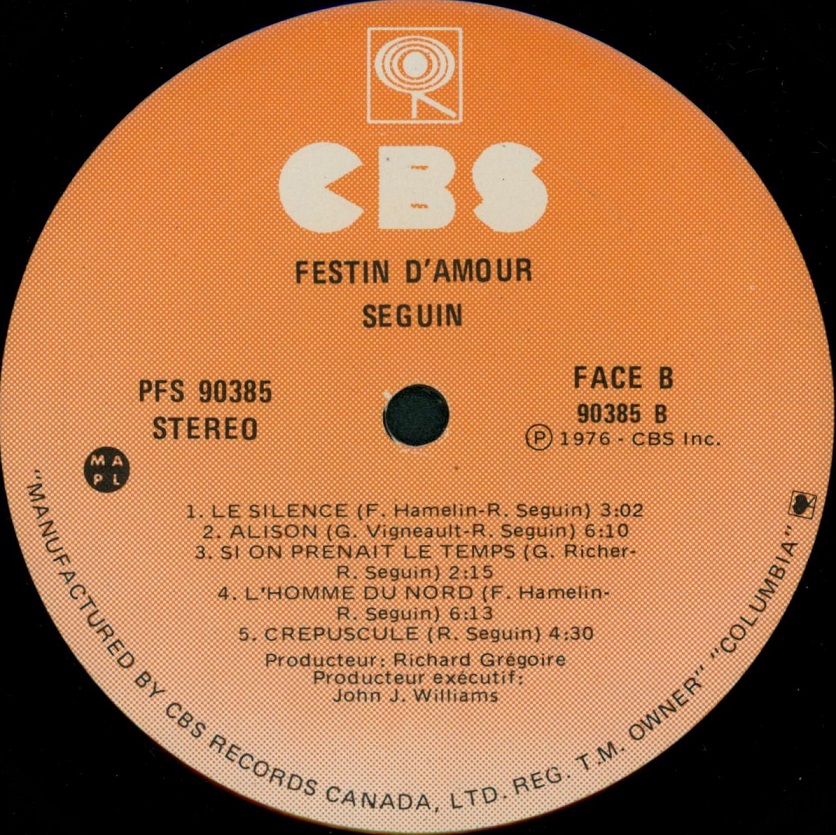 CBS
FESTIN D'AMOUR
SEGUIN
PFS 90385
STEREO
FACE B
90385 B
Ⓟ 1976 - CBS Inc.
MA
PL
1. LE SILENCE (F. Hamelin-R. Seguin) 3:02
2. ALISON (G. Vigneault-R. Seguin) 6:10
3. SI ON PRENAIT LE TEMPS (G. Richer-
R. Seguin) 2:15
4. L'HOMME DU NORD (F. Hamelin-
R. Seguin) 6:13
5. CREPUSCULE (R. Seguin) 4:30
Producteur: Richard Grégoire
Producteur exécutif:
John J. Williams
"MANUFACTURED BY CBS RECORDS CANADA, LTD. REG. T.M. OWNER" "COLUMBIA"